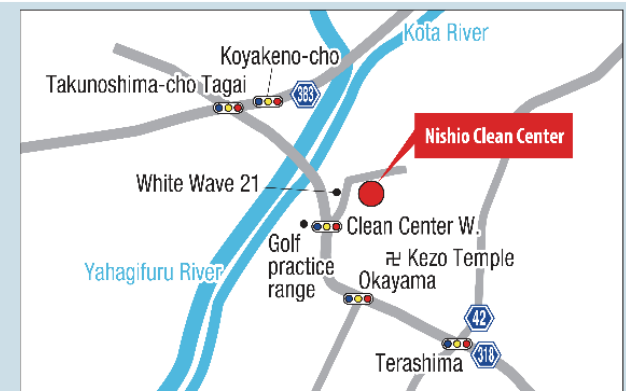 Kota River
Koyakeno-cho
Takunoshima-cho Tagai
363
Nishio Clean Center
White Wave 21
Clean Center W.
Golf
practice
range
卍 Kezo Temple
Yahagifuru River
Okayama
42
Terashima
318